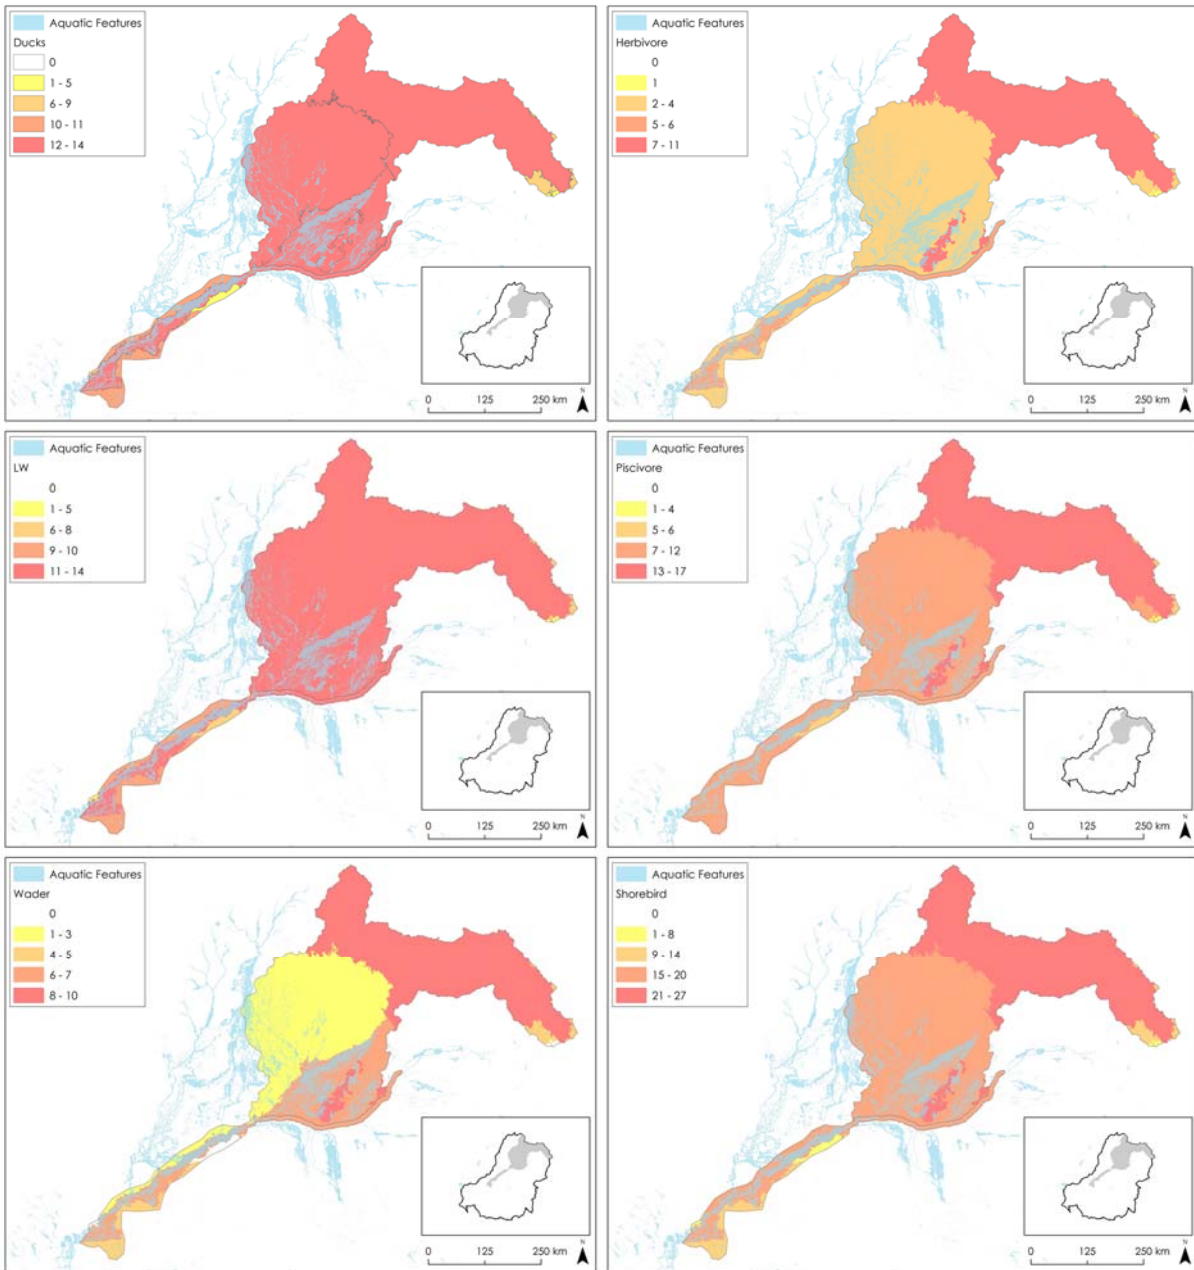 Aquatic Features
Ducks
0
1 - 5
6 - 9
10 - 11
12 - 14
N
0 125 250 km
Aquatic Features
Herbivore
0
1
2 - 4
5 - 6
7 - 11
N
0 125 250 km
Aquatic Features
LW
0
1 - 5
6 - 8
9 - 10
11 - 14
N
0 125 250 km
Aquatic Features
Piscivore
0
1 - 4
5 - 6
7 - 12
13 - 17
N
0 125 250 km
Aquatic Features
Wader
0
1 - 3
4 - 5
6 - 7
8 - 10
N
0 125 250 km
Aquatic Features
Shorebird
0
1 - 8
9 - 14
15 - 20
21 - 27
N
0 125 250 km